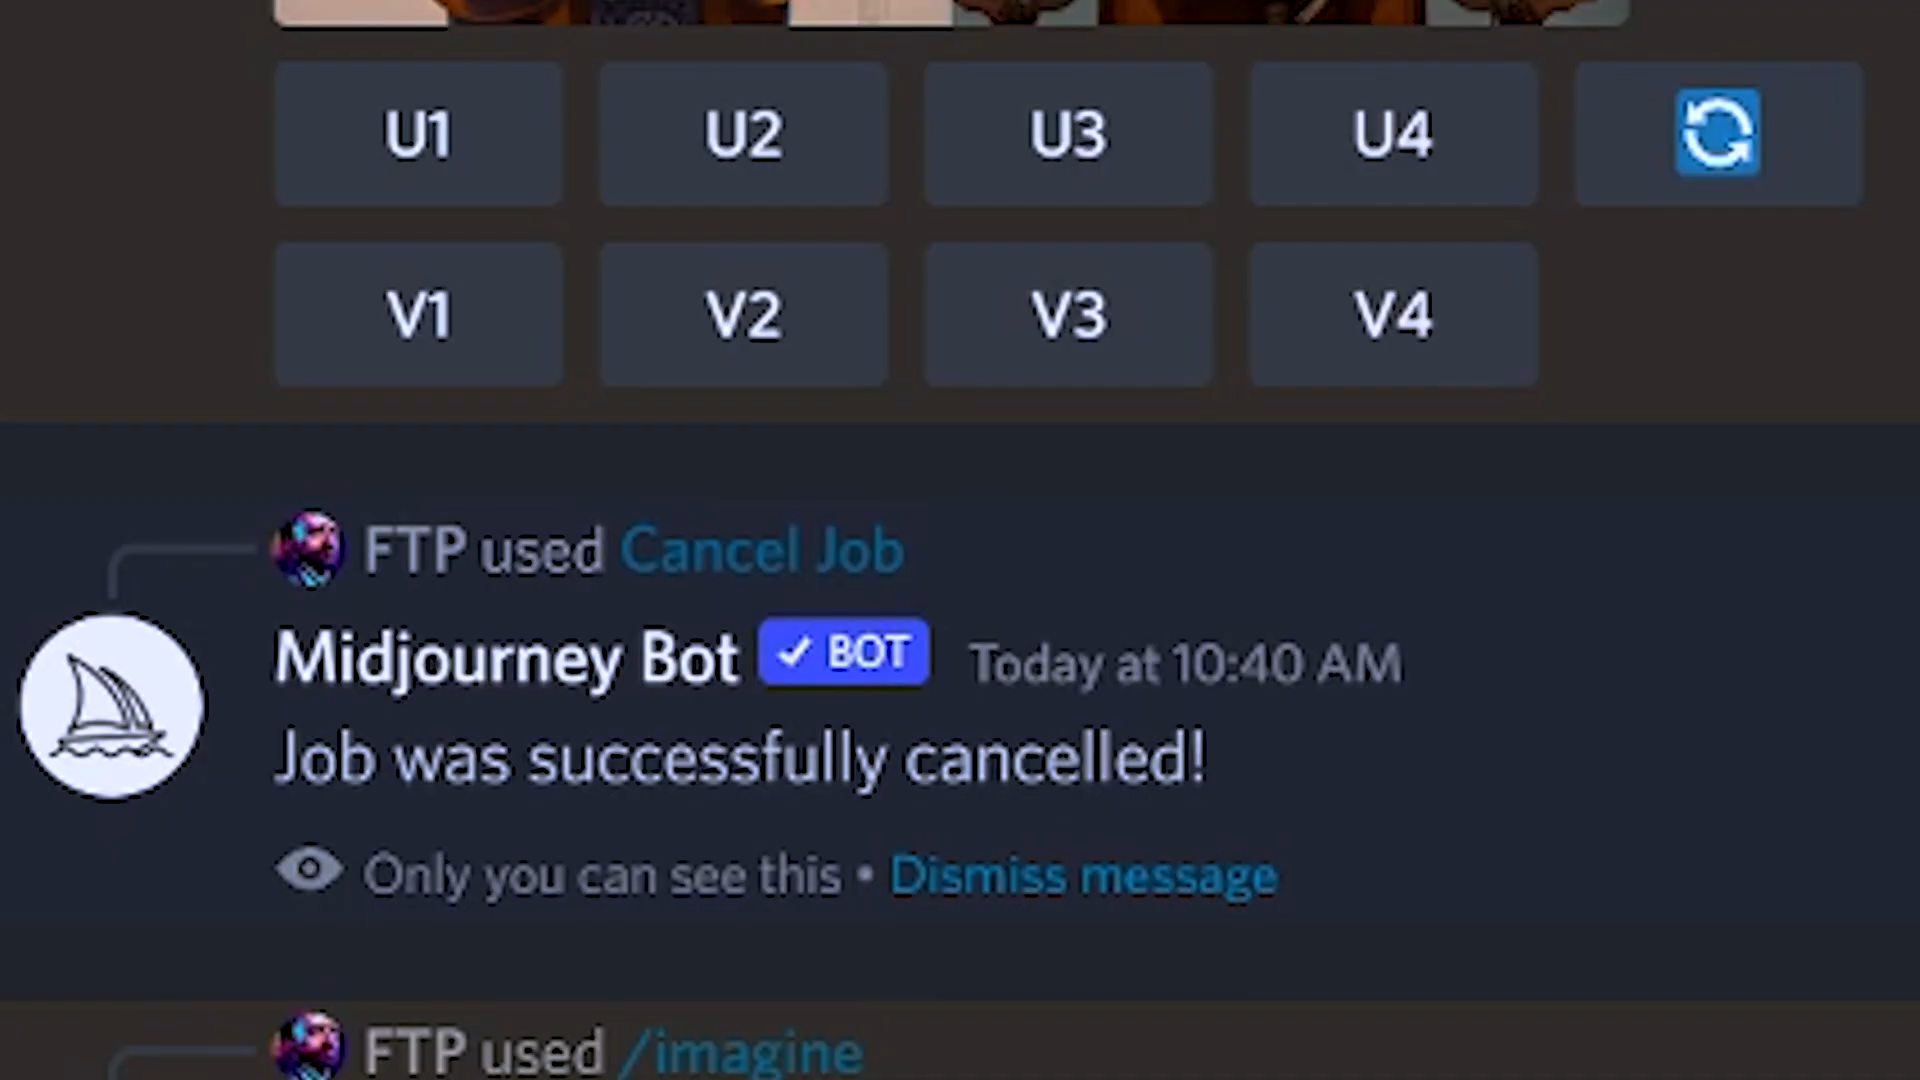 U1 U2 U3 U4
V1 V2 V3 V4
FTP used Cancel Job
Midjourney Bot ✓ BOT Today at 10:40 AM
Job was successfully cancelled!
Only you can see this • Dismiss message
FTP used /imagine